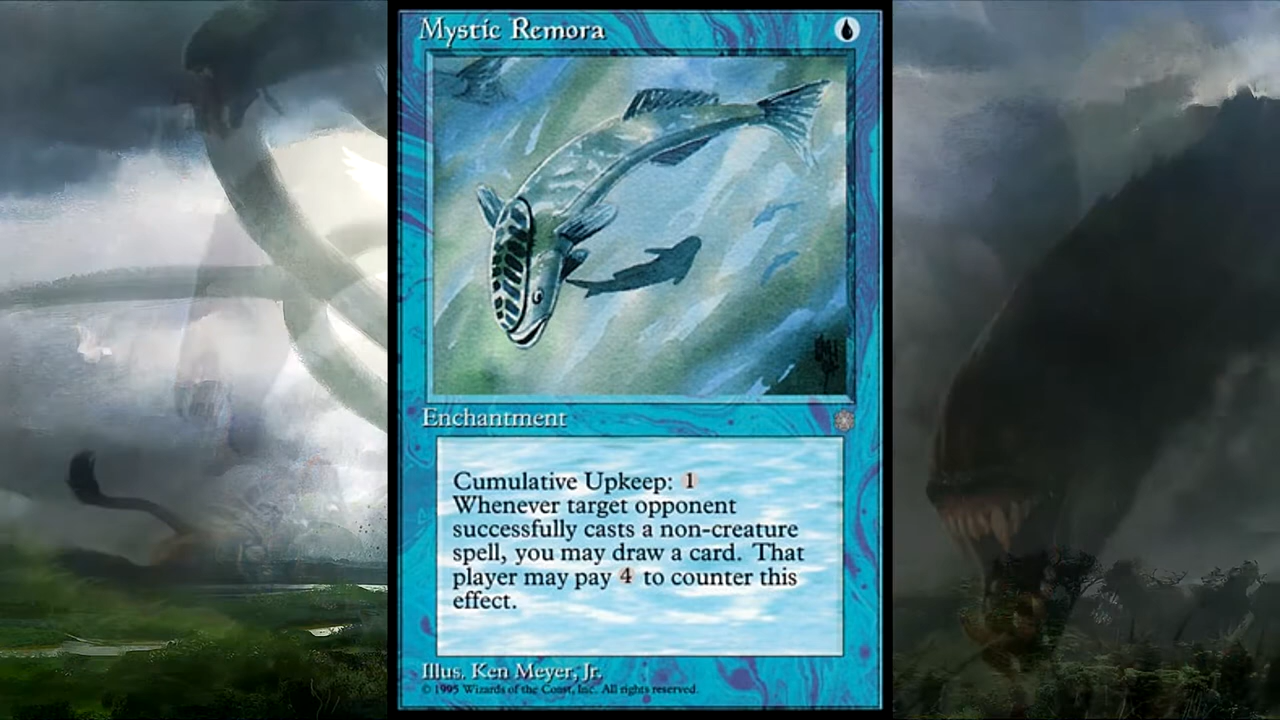 Mystic Remora
Enchantment
Cumulative Upkeep: 1
Whenever target opponent
successfully casts a non-creature
spell, you may draw a card. That
player may pay 4 to counter this
effect.
Illus. Ken Meyer, Jr.
© 1995 Wizards of the Coast, Inc. All rights reserved.